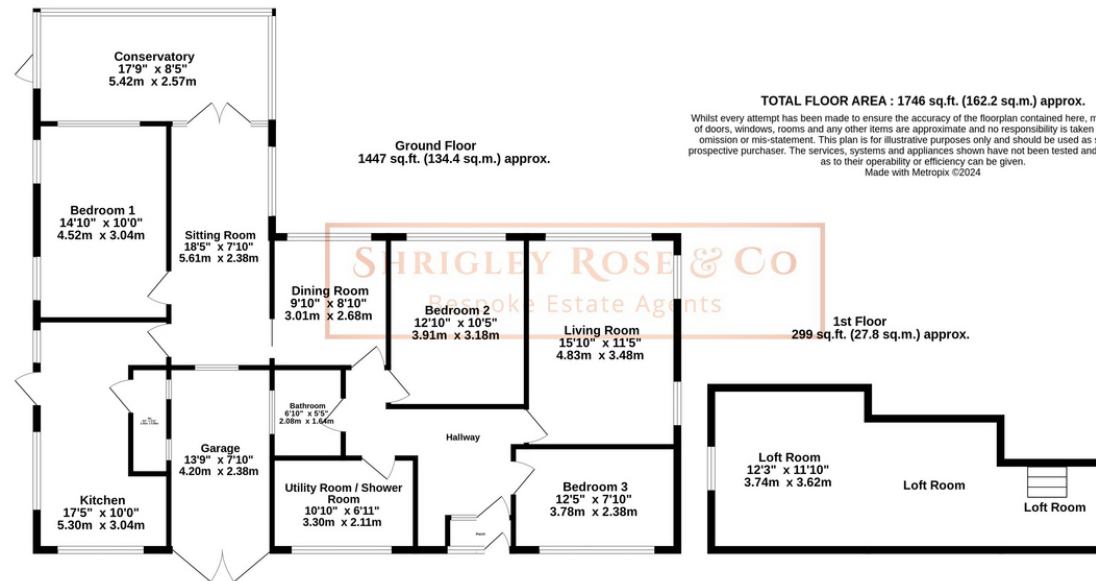 Conservatory
17'9" x 8'5"
5.42m x 2.57m
TOTAL FLOOR AREA : 1746 sq.ft. (162.2 sq.m.) approx.
Whilst every attempt has been made to ensure the accuracy of the floorplan contained here, m
of doors, windows, rooms and any other items are approximate and no responsibility is taken
omission or mis-statement. This plan is for illustrative purposes only and should be used as s
prospective purchaser. The services, systems and appliances shown have not been tested and
as to their operability or efficiency can be given.
Made with Metropix ©2024
Ground Floor
1447 sq.ft. (134.4 sq.m.) approx.
Bedroom 1
14'10" x 10'0"
4.52m x 3.04m
Sitting Room
18'5" x 7'10"
5.61m x 2.38m
SHRIGLEY ROSE & CO
Bespoke Estate Agents
Dining Room
9'10" x 8'10"
3.01m x 2.68m
Bedroom 2
12'10" x 10'5"
3.91m x 3.18m
Living Room
15'10" x 11'5"
4.83m x 3.48m
1st Floor
299 sq.ft. (27.8 sq.m.) approx.
Bathroom
6'10" x 5'5"
2.08m x 1.64m
Hallway
Garage
13'9" x 7'10"
4.20m x 2.38m
Kitchen
17'5" x 10'0"
5.30m x 3.04m
Utility Room / Shower
Room
10'10" x 6'11"
3.30m x 2.11m
Bedroom 3
12'5" x 7'10"
3.78m x 2.38m
Porch
Loft Room
12'3" x 11'10"
3.74m x 3.62m
Loft Room
Loft Room